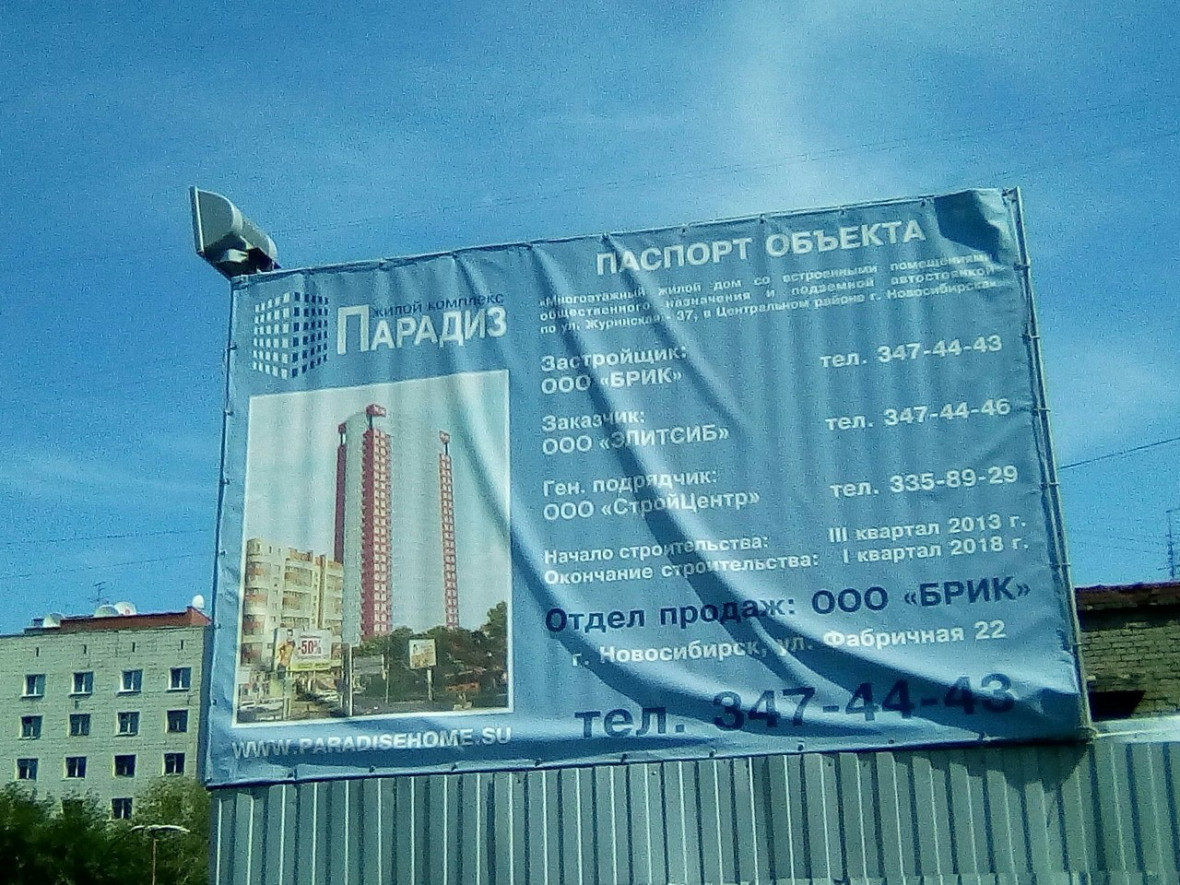 жилой комплекс
ПАРАДИЗ
-50%
WWW.PARADISEHOME.SU
ПАСПОРТ ОБЪЕКТА
«Многоэтажный жилой дом со встроенными помещениями
общественного назначения и подземной автостоянкой
по ул. Журинская - 37, в Центральном районе г. Новосибирска»
Застройщик:
ООО «БРИК» тел. 347-44-43
Заказчик:
ООО «ЭЛИТСИБ» тел. 347-44-46
Ген. подрядчик:
ООО «СтройЦентр» тел. 335-89-29
Начало строительства: III квартал 2013 г.
Окончание строительства: I квартал 2018 г.
Отдел продаж: ООО «БРИК»
г. Новосибирск, ул. Фабричная 22
тел. 347-44-43